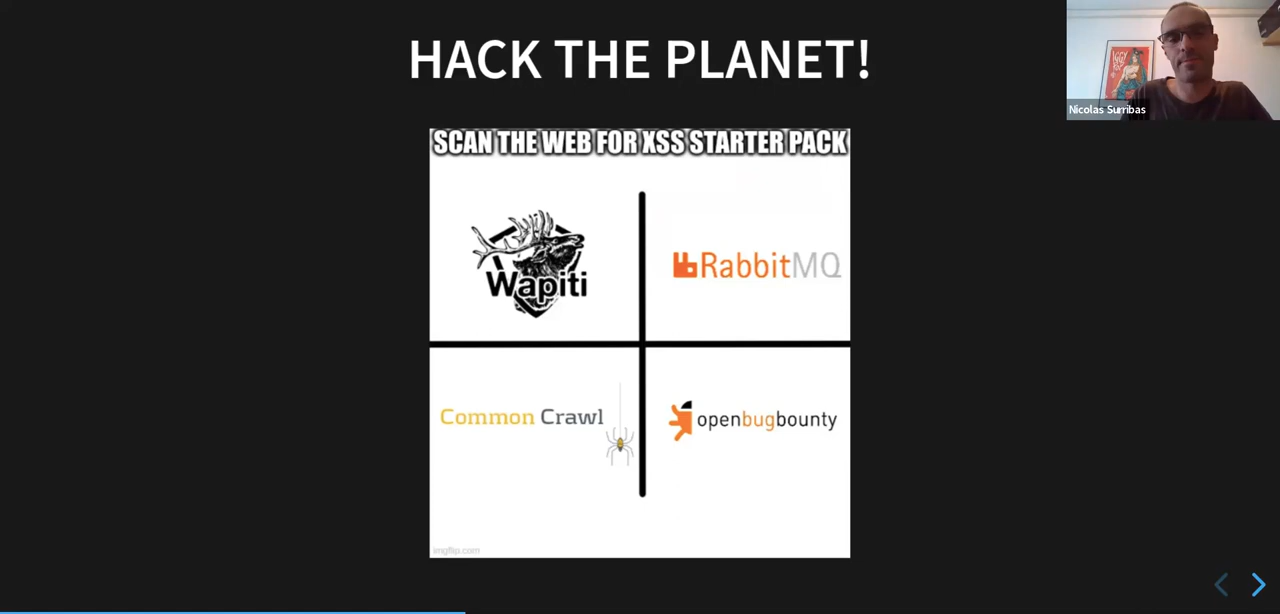 HACK THE PLANET!
Nicolas Surribas
SCAN THE WEB FOR XSS STARTER PACK
Wapiti
RabbitMQ
Common Crawl
openbugbounty
imgflip.com